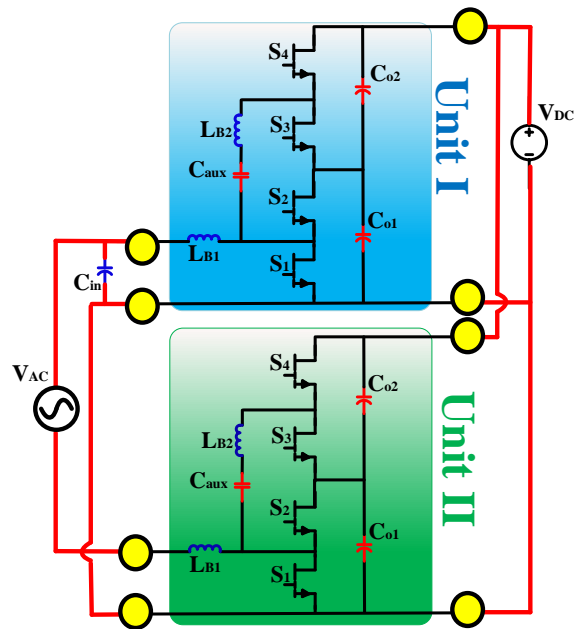 S4
Co2
LB2
S3
Caux
S2
Co1
LB1
S1
Unit I
VDC
+
-
Cin
VAC
S4
Co2
LB2
S3
Caux
S2
Co1
LB1
S1
Unit II